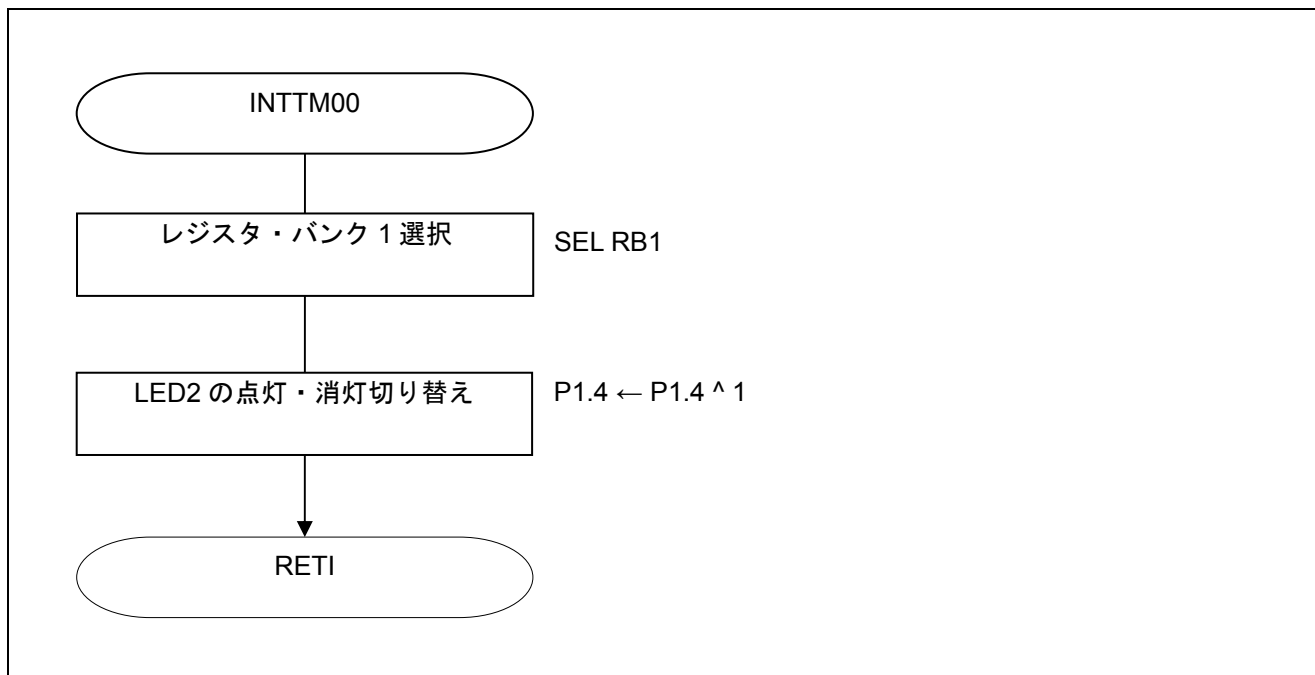 INTTM00
レジスタ・バンク 1 選択
SEL RB1
LED2 の点灯・消灯切り替え
P1.4 ← P1.4 ^ 1
RETI